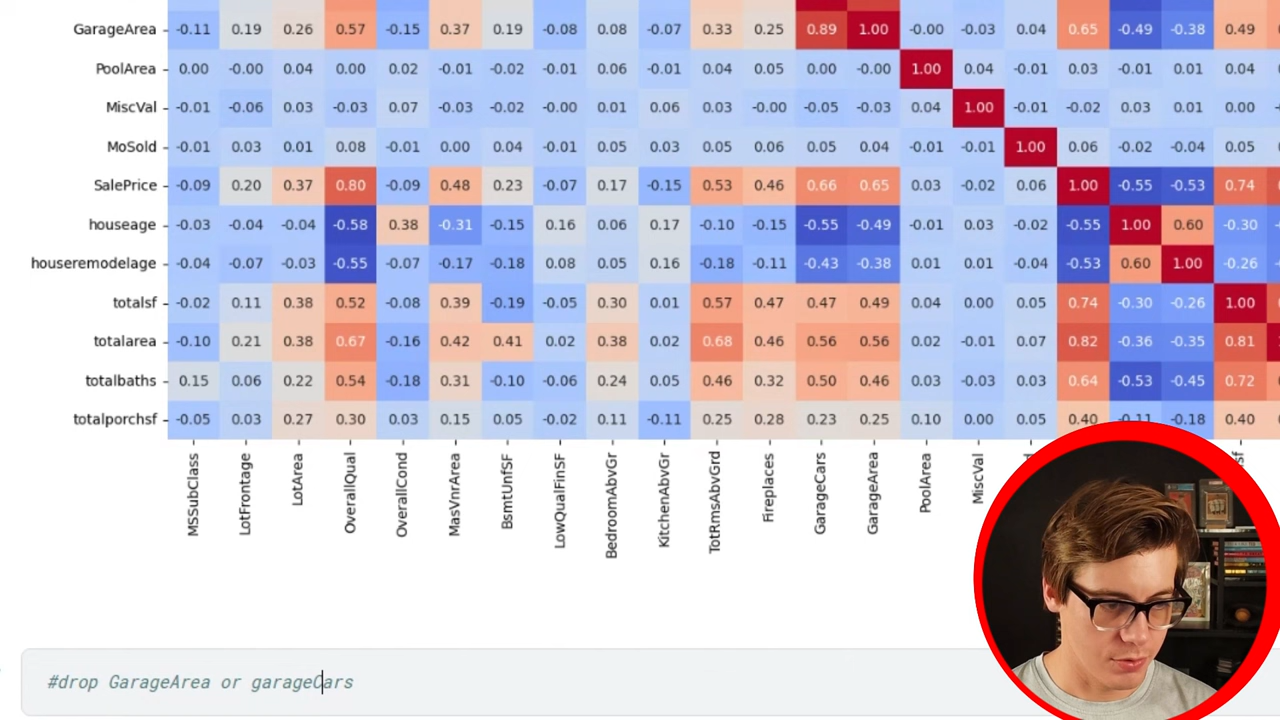 GarageArea -0.11 0.19 0.26 0.57 -0.15 0.37 0.19 -0.08 0.08 -0.07 0.33 0.25 0.89 1.00 -0.00 -0.03 0.04 0.65 -0.49 -0.38 0.49
PoolArea 0.00 -0.00 0.04 0.00 0.02 -0.01 -0.02 -0.01 0.06 -0.01 0.04 0.05 0.00 -0.00 1.00 0.04 -0.01 0.03 -0.01 0.01 0.04
MiscVal -0.01 -0.06 0.03 -0.03 0.07 -0.03 -0.02 -0.00 0.01 0.06 0.03 -0.00 -0.05 -0.03 0.04 1.00 -0.01 -0.02 0.03 0.01 0.00
MoSold -0.01 0.03 0.01 0.08 -0.01 0.00 0.04 -0.01 0.05 0.03 0.05 0.06 0.05 0.04 -0.01 -0.01 1.00 0.06 -0.02 -0.04 0.05
SalePrice -0.09 0.20 0.37 0.80 -0.09 0.48 0.23 -0.07 0.17 -0.15 0.53 0.46 0.66 0.65 0.03 -0.02 0.06 1.00 -0.55 -0.53 0.74
houseage -0.03 -0.04 -0.04 -0.58 0.38 -0.31 -0.15 0.16 0.06 0.17 -0.10 -0.15 -0.55 -0.49 -0.01 0.03 -0.02 -0.55 1.00 0.60 -0.30
houseremodelage -0.04 -0.07 -0.03 -0.55 -0.07 -0.17 -0.18 0.08 0.05 0.16 -0.18 -0.11 -0.43 -0.38 0.01 0.01 -0.04 -0.53 0.60 1.00 -0.26
totalsf -0.02 0.11 0.38 0.52 -0.08 0.39 -0.19 -0.05 0.30 0.01 0.57 0.47 0.47 0.49 0.04 0.00 0.05 0.74 -0.30 -0.26 1.00
totalarea -0.10 0.21 0.38 0.67 -0.16 0.42 0.41 0.02 0.38 0.02 0.68 0.46 0.56 0.56 0.02 -0.01 0.07 0.82 -0.36 -0.35 0.81
totalbaths 0.15 0.06 0.22 0.54 -0.18 0.31 -0.10 -0.06 0.24 0.05 0.46 0.32 0.50 0.46 0.03 -0.03 0.03 0.64 -0.53 -0.45 0.72
totalporchsf -0.05 0.03 0.27 0.30 0.03 0.15 0.05 -0.02 0.11 -0.11 0.25 0.28 0.23 0.25 0.10 0.00 0.05 0.40 -0.11 -0.18 0.40
MSSubClass
LotFrontage
LotArea
OverallQual
OverallCond
MasVnrArea
BsmtUnfSF
LowQualFinSF
BedroomAbvGr
KitchenAbvGr
TotRmsAbvGrd
Fireplaces
GarageCars
GarageArea
PoolArea
MiscVal
#drop GarageArea or garageCars